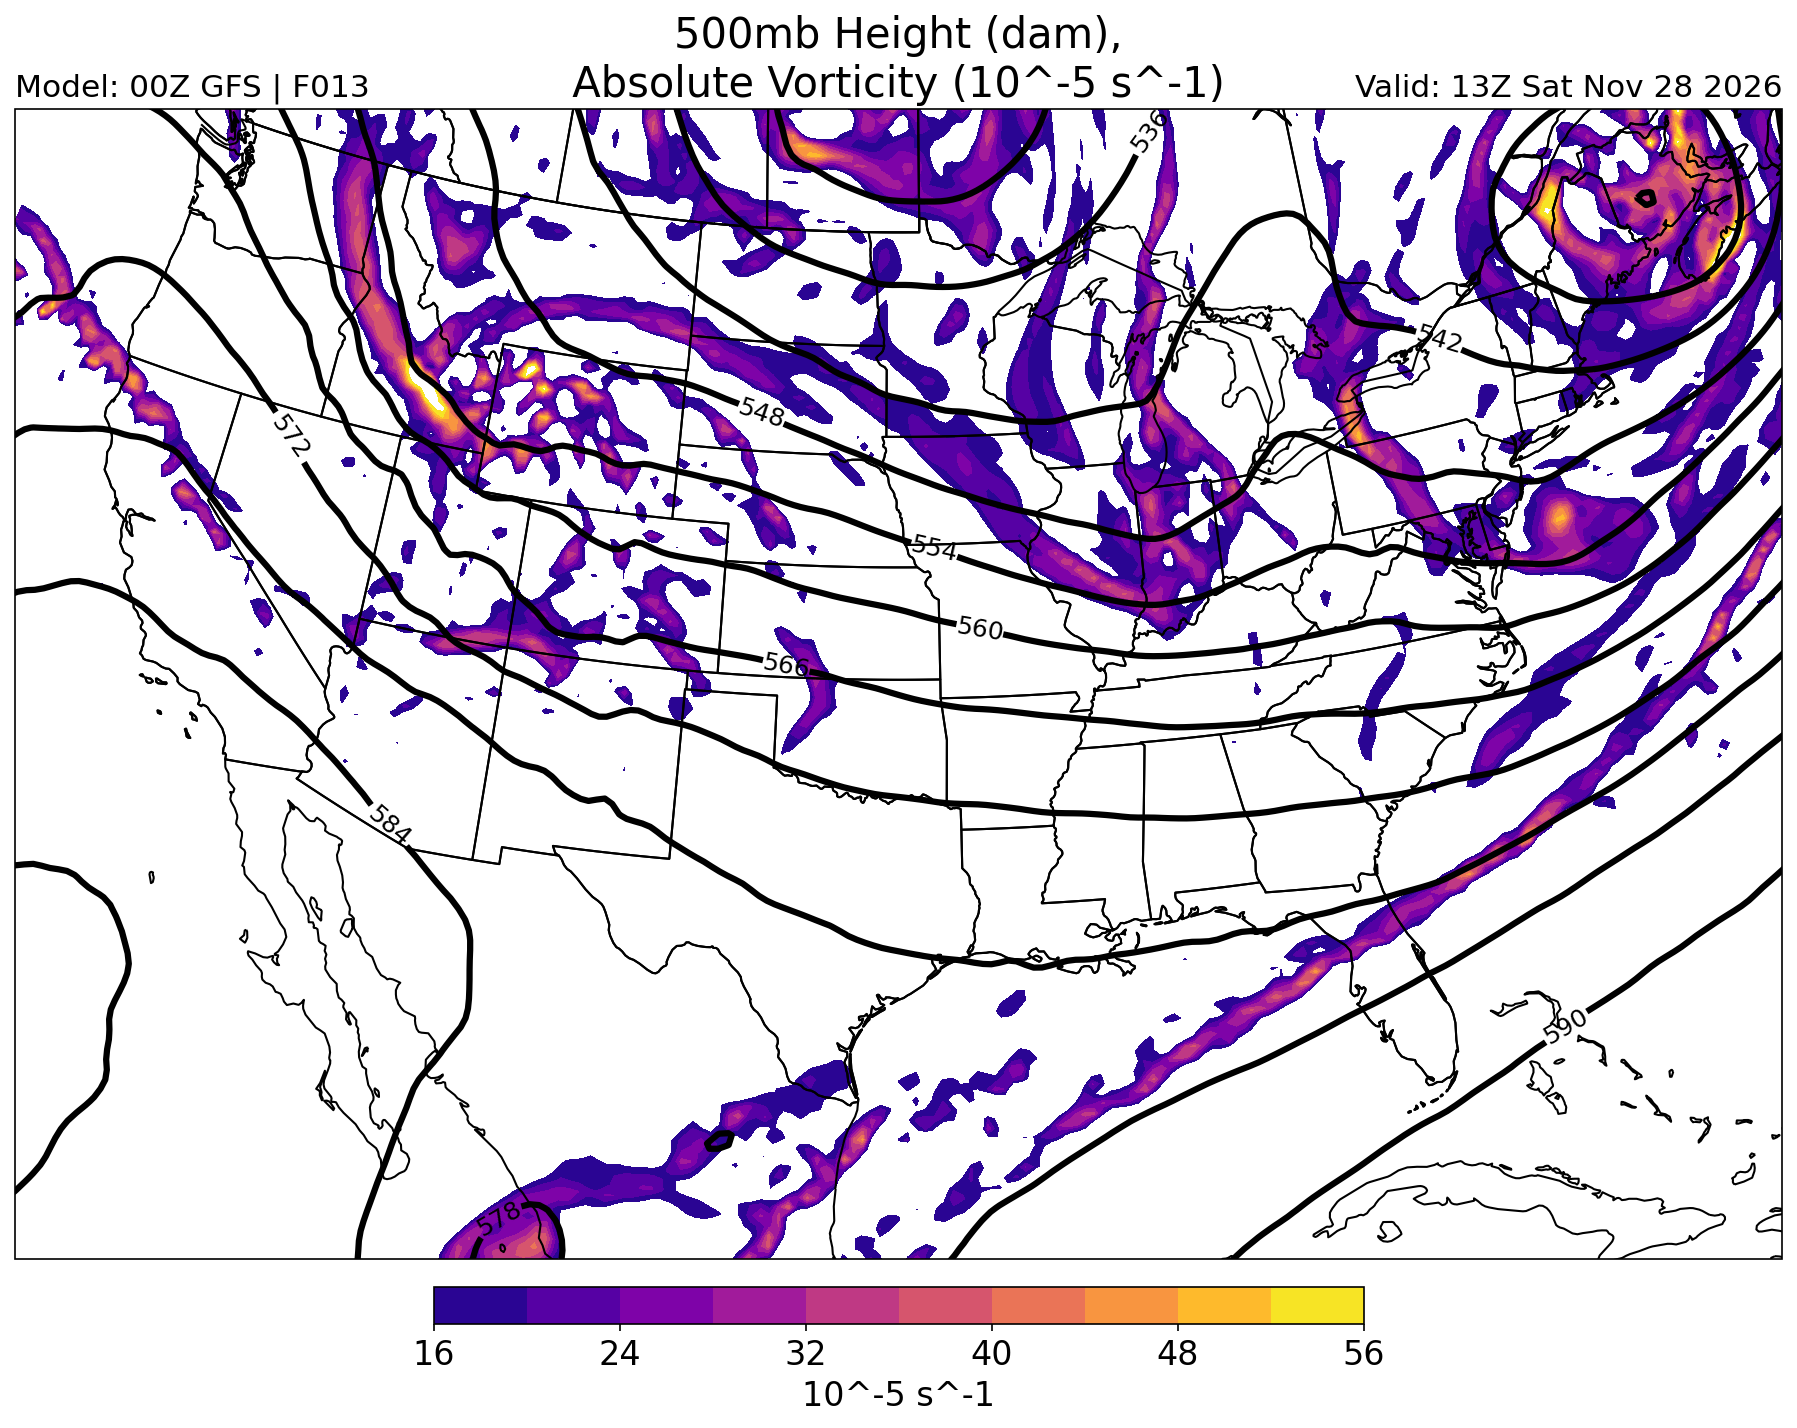 500mb Height (dam),
Model: 00Z GFS | F013
Absolute Vorticity (10^-5 s^-1)
Valid: 13Z Sat Nov 28 2026
536
542
572
548
554
560
566
584
590
578
16 24 32 40 48 56
10^-5 s^-1